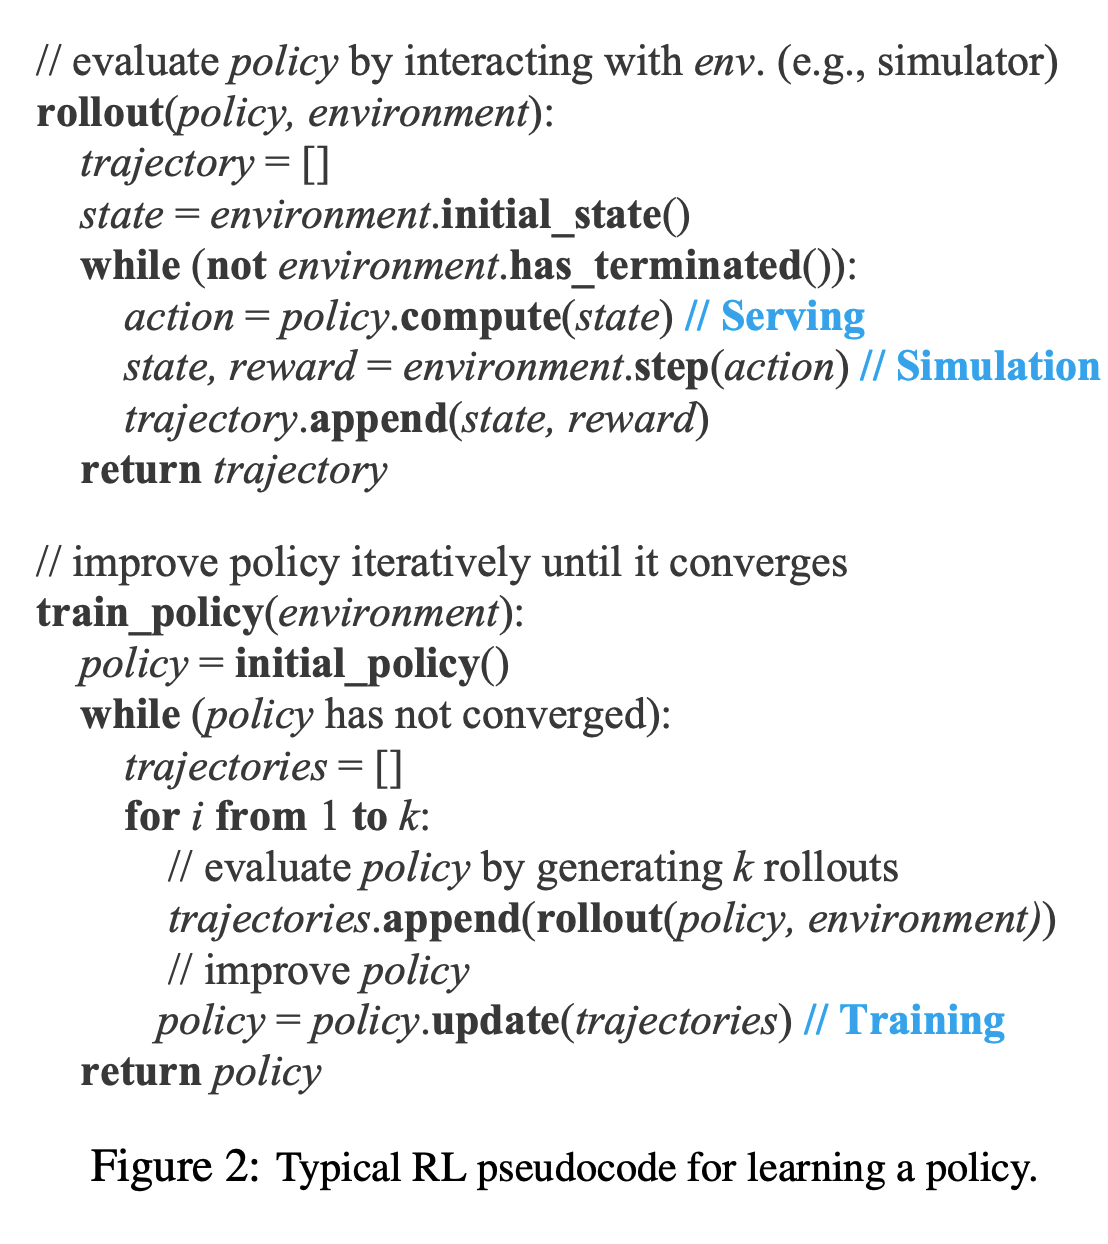 // evaluate policy by interacting with env. (e.g., simulator)
rollout(policy, environment):
trajectory = []
state = environment.initial_state()
while (not environment.has_terminated()):
action = policy.compute(state) // Serving
state, reward = environment.step(action) // Simulation
trajectory.append(state, reward)
return trajectory
// improve policy iteratively until it converges
train_policy(environment):
policy = initial_policy()
while (policy has not converged):
trajectories = []
for i from 1 to k:
// evaluate policy by generating k rollouts
trajectories.append(rollout(policy, environment))
// improve policy
policy = policy.update(trajectories) // Training
return policy
Figure 2: Typical RL pseudocode for learning a policy.